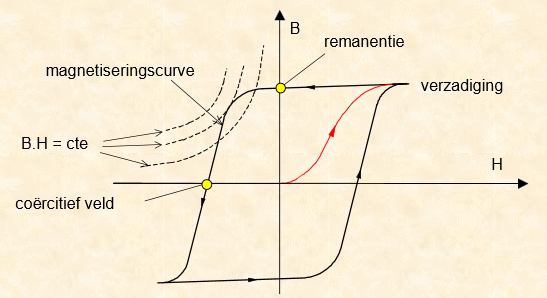 B
remanentie
magnetiseringscurve
verzadiging
B.H = cte
H
coërcitief veld